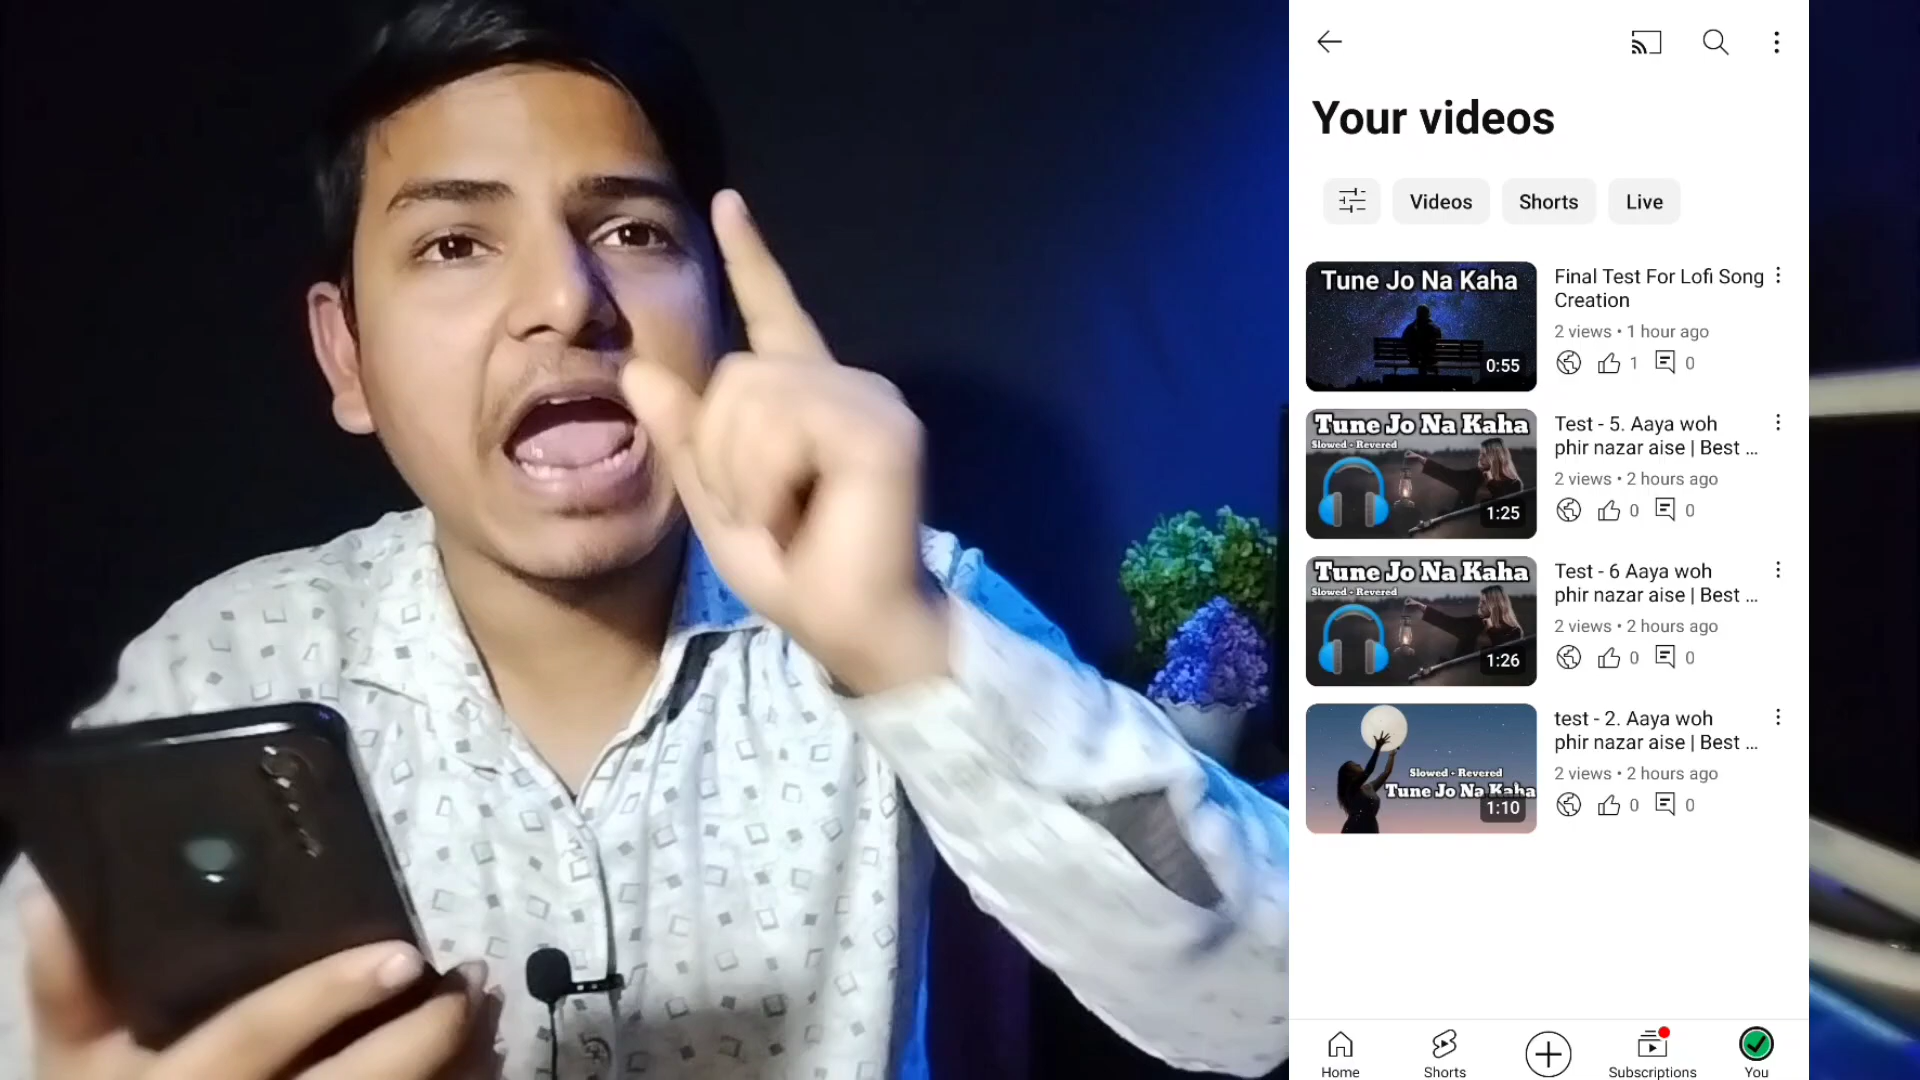 Your videos
Videos
Shorts
Live
Tune Jo Na Kaha
0:55
Final Test For Lofi Song
Creation
2 views • 1 hour ago
1
0
Tune Jo Na Kaha
Slowed + Revered
1:25
Test - 5. Aaya woh
phir nazar aise | Best ...
2 views • 2 hours ago
0
0
Tune Jo Na Kaha
Slowed + Revered
1:26
Test - 6 Aaya woh
phir nazar aise | Best ...
2 views • 2 hours ago
0
0
Slowed + Revered
Tune Jo Na Kaha
1:10
test - 2. Aaya woh
phir nazar aise | Best ...
2 views • 2 hours ago
0
0
Home
Shorts
Subscriptions
You